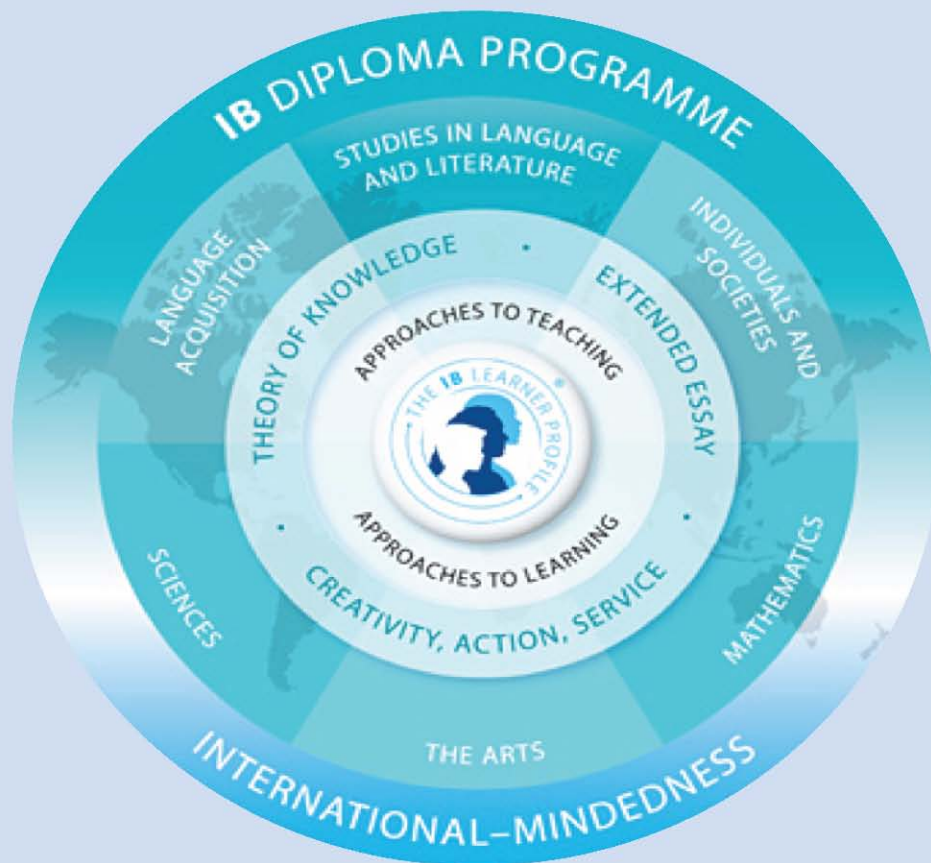 IB DIPLOMA PROGRAMME
STUDIES IN LANGUAGE
AND LITERATURE
LANGUAGE
ACQUISITION
INDIVIDUALS AND
SOCIETIES
THEORY OF KNOWLEDGE
·
EXTENDED ESSAY
APPROACHES TO TEACHING
THE IB LEARNER PROFILE®
APPROACHES TO LEARNING
·
CREATIVITY, ACTION, SERVICE
·
SCIENCES
MATHEMATICS
THE ARTS
INTERNATIONAL–MINDEDNESS